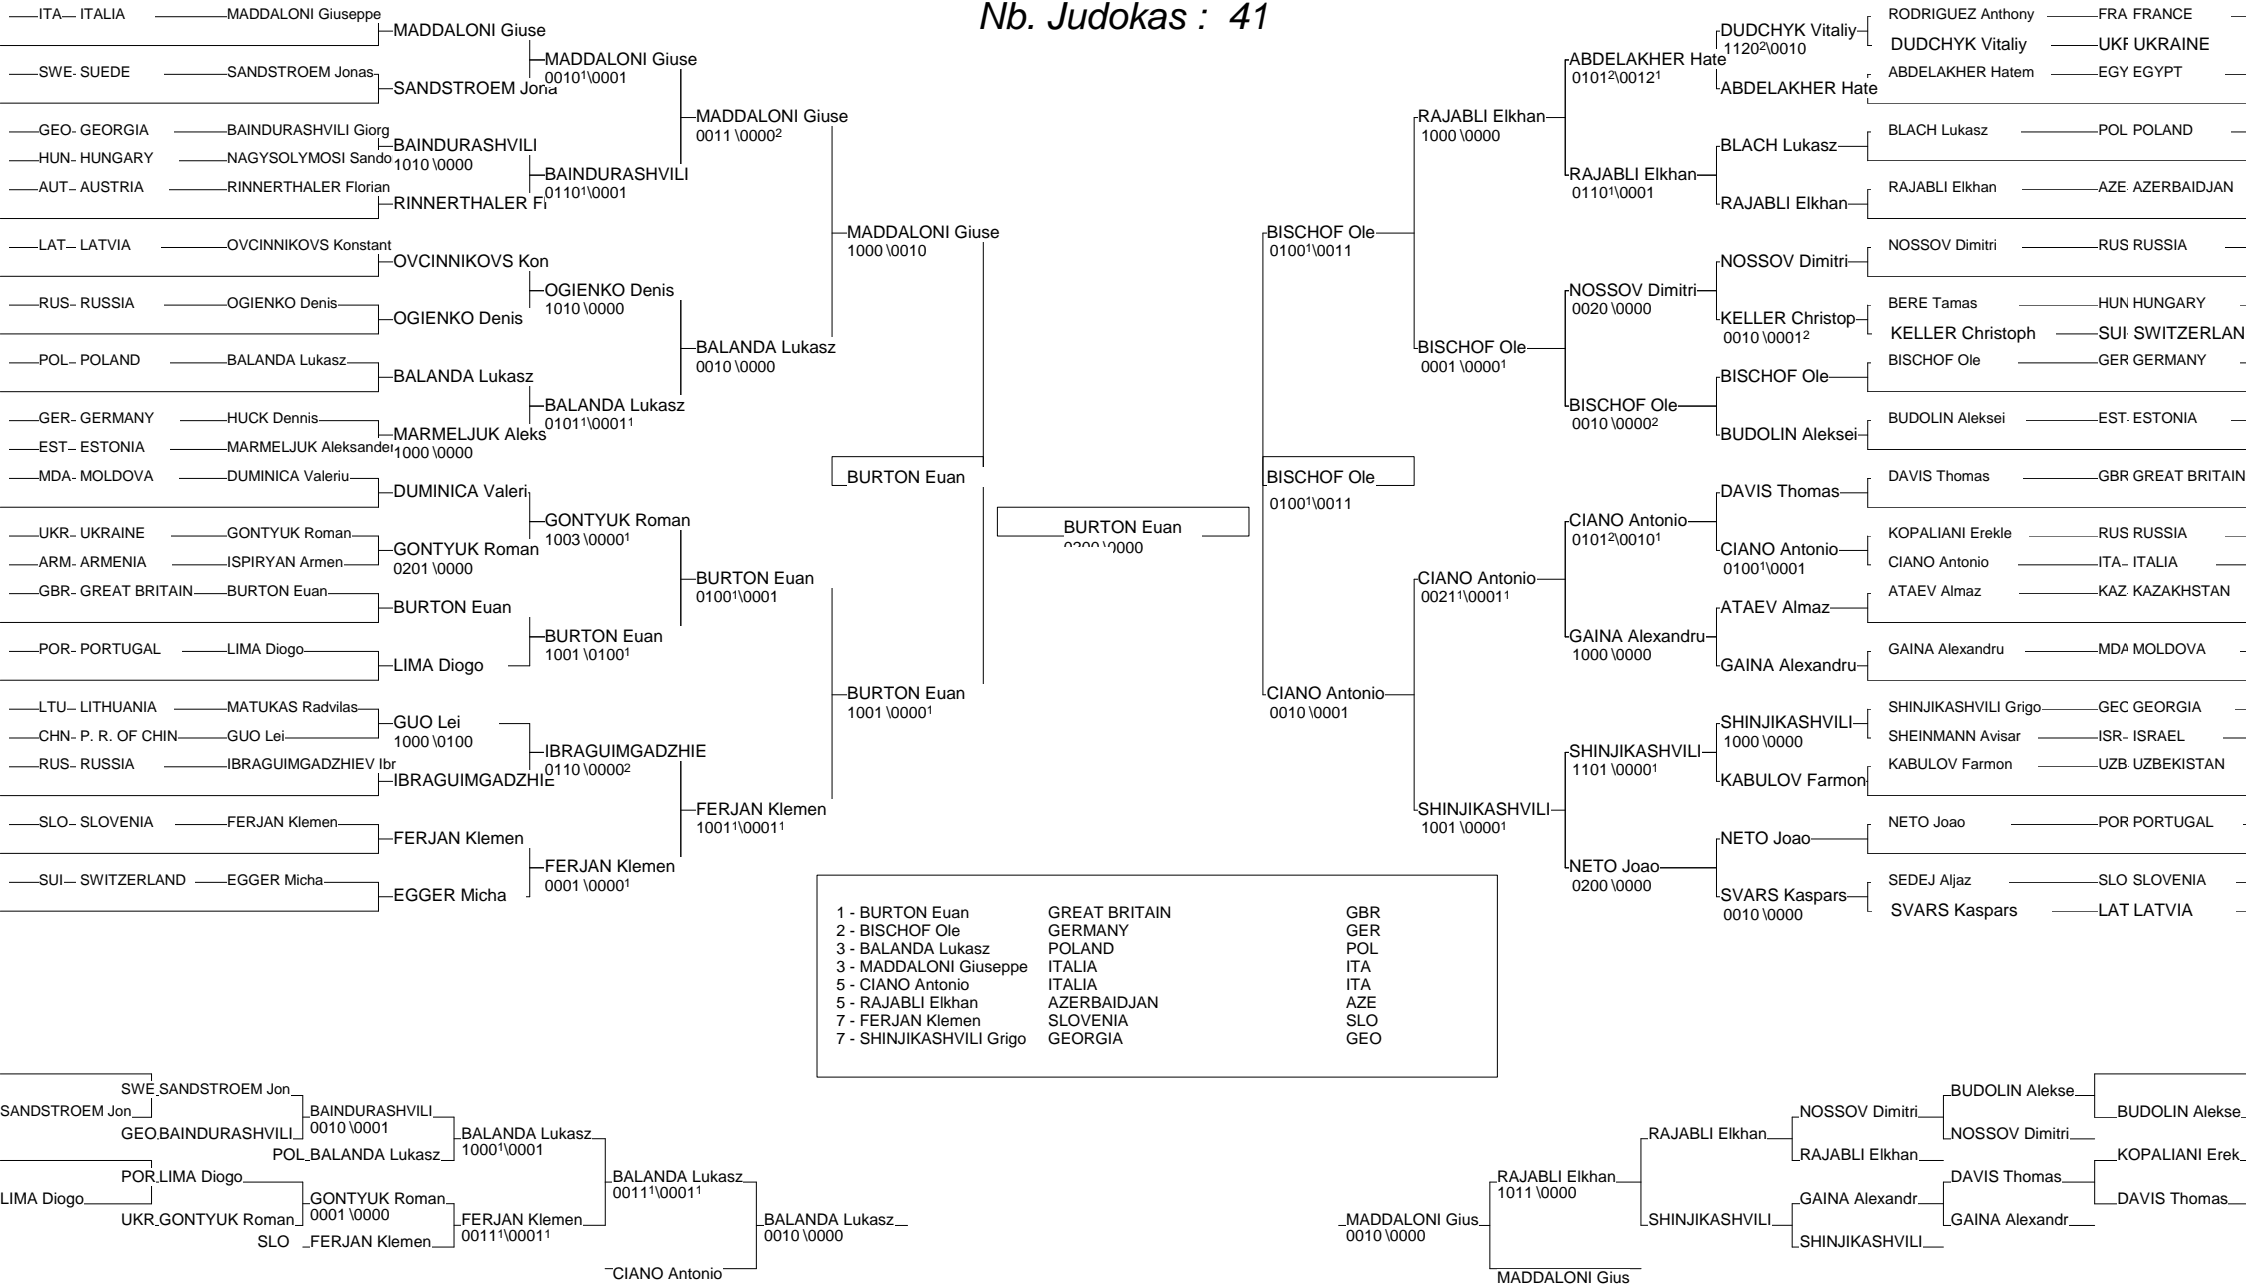 Nb. Judokas : 41
ITA ITALIA MADDALONI Giuseppe
SWE SUEDE SANDSTROEM Jonas
GEO GEORGIA BAINDURASHVILI Giorg
HUN HUNGARY NAGYSOLYMOSI Sando
AUT AUSTRIA RINNERTHALER Florian
LAT LATVIA OVCINNIKOVS Konstant
RUS RUSSIA OGIENKO Denis
POL POLAND BALANDA Lukasz
GER GERMANY HUCK Dennis
EST ESTONIA MARMELJUK Aleksander
MDA MOLDOVA DUMINICA Valeriu
UKR UKRAINE GONTYUK Roman
ARM ARMENIA ISPIRYAN Armen
GBR GREAT BRITAIN BURTON Euan
POR PORTUGAL LIMA Diogo
LTU LITHUANIA MATUKAS Radvilas
CHN P. R. OF CHIN GUO Lei
RUS RUSSIA IBRAGUIMGADZHIEV Ibr
SLO SLOVENIA FERJAN Klemen
SUI SWITZERLAND EGGER Micha
MADDALONI Giuse
SANDSTROEM Jona
BAINDURASHVILI
1010 \0000
RINNERTHALER Fl
OVCINNIKOVS Kon
OGIENKO Denis
BALANDA Lukasz
MARMELJUK Aleks
1000 \0000
DUMINICA Valeri
GONTYUK Roman
0201 \0000
BURTON Euan
LIMA Diogo
GUO Lei
1000 \0100
IBRAGUIMGADZHIE
FERJAN Klemen
EGGER Micha
MADDALONI Giuse
0010¹\0001
BAINDURASHVILI
0110¹\0001
OGIENKO Denis
1010 \0000
BALANDA Lukasz
0101¹\0001¹
GONTYUK Roman
1003 \0000¹
BURTON Euan
1001 \0100¹
IBRAGUIMGADZHIE
0110 \0000²
FERJAN Klemen
0001 \0000¹
MADDALONI Giuse
0011 \0000²
BALANDA Lukasz
0010 \0000
BURTON Euan
0100¹\0001
FERJAN Klemen
1001¹\0001¹
MADDALONI Giuse
1000 \0010
BURTON Euan
1001 \0000¹
BURTON Euan
BURTON Euan
0200 \0000
BISCHOF Ole
0100¹\0011
BISCHOF Ole
0100¹\0011
CIANO Antonio
0010 \0001
RAJABLI Elkhan
1000 \0000
BISCHOF Ole
0001 \0000¹
CIANO Antonio
0021¹\0001¹
SHINJIKASHVILI
1001 \0000¹
ABDELAKHER Hate
0101²\0012¹
RAJABLI Elkhan
0110¹\0001
NOSSOV Dimitri
0020 \0000
BISCHOF Ole
0010 \0000²
CIANO Antonio
0101²\0010¹
GAINA Alexandru
1000 \0000
SHINJIKASHVILI
1101 \0000¹
NETO Joao
0200 \0000
DUDCHYK Vitaliy
1120²\0010
ABDELAKHER Hate
BLACH Lukasz
RAJABLI Elkhan
NOSSOV Dimitri
KELLER Christop
0010 \0001²
BISCHOF Ole
BUDOLIN Aleksei
DAVIS Thomas
CIANO Antonio
0100¹\0001
ATAEV Almaz
GAINA Alexandru
SHINJIKASHVILI
1000 \0000
KABULOV Farmon
NETO Joao
SVARS Kaspars
0010 \0000
RODRIGUEZ Anthony FRA FRANCE
DUDCHYK Vitaliy UKR UKRAINE
ABDELAKHER Hatem EGY EGYPT
BLACH Lukasz POL POLAND
RAJABLI Elkhan AZE AZERBAIDJAN
NOSSOV Dimitri RUS RUSSIA
BERE Tamas HUN HUNGARY
KELLER Christoph SUI SWITZERLAN
BISCHOF Ole GER GERMANY
BUDOLIN Aleksei EST ESTONIA
DAVIS Thomas GBR GREAT BRITAIN
KOPALIANI Erekle RUS RUSSIA
CIANO Antonio ITA ITALIA
ATAEV Almaz KAZ KAZAKHSTAN
GAINA Alexandru MDA MOLDOVA
SHINJIKASHVILI Grigo GEO GEORGIA
SHEINMANN Avisar ISR ISRAEL
KABULOV Farmon UZB UZBEKISTAN
NETO Joao POR PORTUGAL
SEDEJ Aljaz SLO SLOVENIA
SVARS Kaspars LAT LATVIA
1 - BURTON Euan GREAT BRITAIN GBR
2 - BISCHOF Ole GERMANY GER
3 - BALANDA Lukasz POLAND POL
3 - MADDALONI Giuseppe ITALIA ITA
5 - CIANO Antonio ITALIA ITA
5 - RAJABLI Elkhan AZERBAIDJAN AZE
7 - FERJAN Klemen SLOVENIA SLO
7 - SHINJIKASHVILI Grigo GEORGIA GEO
SANDSTROEM Jon
LIMA Diogo
SWE SANDSTROEM Jon
GEO BAINDURASHVILI
POR LIMA Diogo
UKR GONTYUK Roman
BAINDURASHVILI
0010 \0001
POL BALANDA Lukasz
GONTYUK Roman
0001 \0000
SLO FERJAN Klemen
BALANDA Lukasz
1000¹\0001
FERJAN Klemen
0011¹\0001¹
BALANDA Lukasz
0011¹\0001¹
CIANO Antonio
BALANDA Lukasz
0010 \0000
MADDALONI Gius
0010 \0000
RAJABLI Elkhan
1011 \0000
MADDALONI Gius
RAJABLI Elkhan
SHINJIKASHVILI
NOSSOV Dimitri
RAJABLI Elkhan
GAINA Alexandr
SHINJIKASHVILI
BUDOLIN Alekse
NOSSOV Dimitri
DAVIS Thomas
GAINA Alexandr
BUDOLIN Alekse
KOPALIANI Erek
DAVIS Thomas